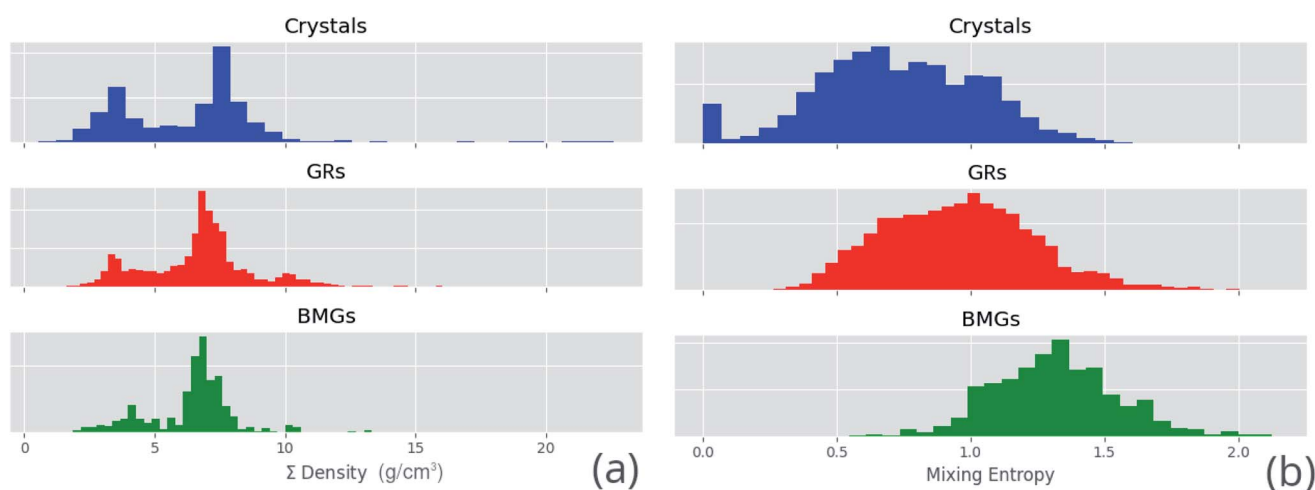 Crystals
GRs
BMGs
0 5 10 15 20
Σ Density (g/cm³)
(a)
Crystals
GRs
BMGs
0.0 0.5 1.0 1.5 2.0
Mixing Entropy
(b)